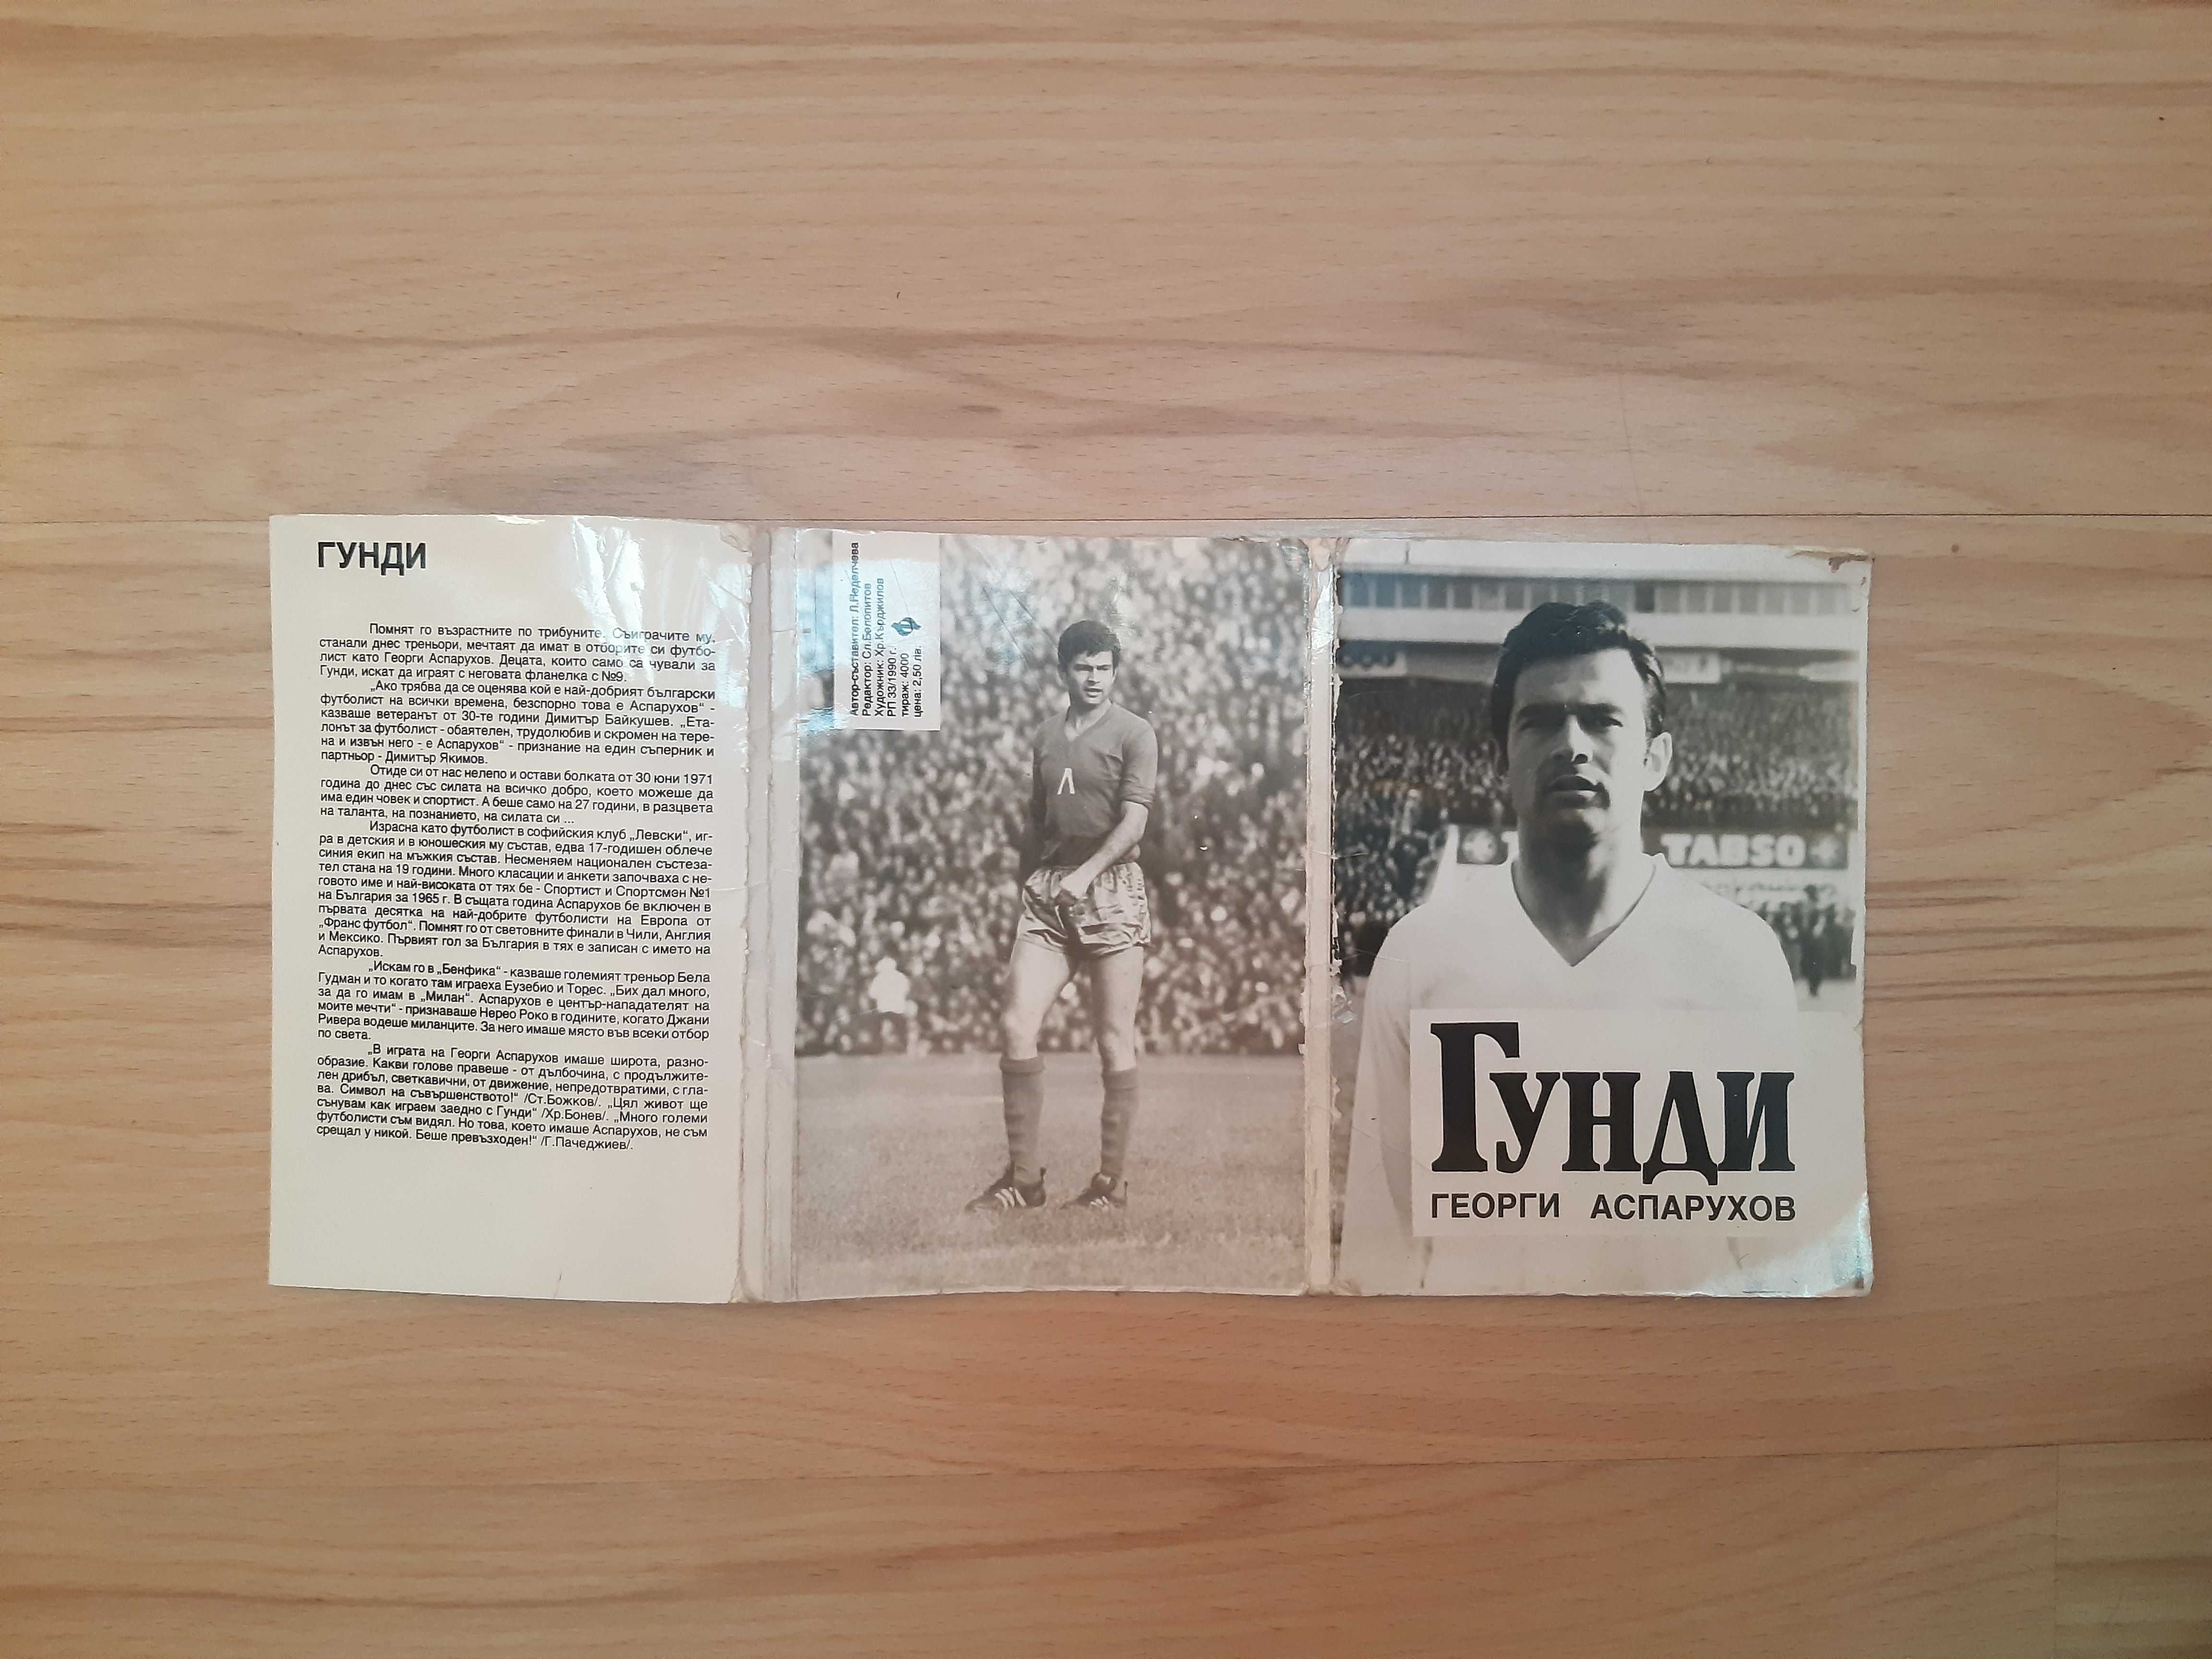 ГУНДИ
Помнят го възрастните по трибуните. Съиграчите му,
станали днес треньори, мечтаят да имат в отборите си футбо-
лист като Георги Аспарухов. Децата, които само са чували за
Гунди, искат да играят с неговата фланелка с №9.
„Ако трябва да се оценява кой е най-добрият български
футболист на всички времена, безспорно това е Аспарухов“ -
казваше ветеранът от 30-те години Димитър Байкушев. „Ета-
лонът за футболист - обаятелен, трудолюбив и скромен на тере-
на и извън него - е Аспарухов“ - признание на един съперник и
партньор - Димитър Якимов.
Отиде си от нас нелепо и остави болката от 30 юни 1971
година до днес със силата на всичко добро, което можеше да
има един човек и спортист. А беше само на 27 години, в разцвета
на таланта, на познанието, на силата си ...
Израсна като футболист в софийския клуб „Левски“, иг-
ра в детския и в юношеския му състав, едва 17-годишен облече
синия екип на мъжкия състав. Несменяем национален състеза-
тел стана на 19 години. Много класации и анкети започваха с не-
говото име и най-високата от тях бе - Спортист и Спортсмен №1
на България за 1965 г. В същата година Аспарухов бе включен в
първата десятка на най-добрите футболисти на Европа от
„Франс футбол“. Помнят го от световните финали в Чили, Англия
и Мексико. Първият гол за България в тях е записан с името на
Аспарухов.
„Искам го в „Бенфика“ - казваше големият треньор Бела
Гудман и то когато там играеха Еузебио и Торес. „Бих дал много,
за да го имам в „Милан“. Аспарухов е център-нападателят на
моите мечти“ - признаваше Нерео Роко в годините, когато Джани
Ривера водеше миланците. За него имаше място във всеки отбор
по света.
„В играта на Георги Аспарухов имаше широта, разно-
образие. Какви голове правеше - от дълбочина, с продължите-
лен дрибъл, светкавични, от движение, непредотвратими, с гла-
ва. Символ на съвършенството!“ /Ст.Божков/. „Цял живот ще
сънувам как играем заедно с Гунди“ /Хр.Бонев/. „Много големи
футболисти съм видял. Но това, което имаше Аспарухов, не съм
срещал у никой. Беше превъзходен!“ /Г.Пачеджиев/.
Автор-съставител: Л.Неделчева
Редактор: Сл.Белопитов
Художник: Хр.Кърджилов
РП 33/1990 г.
тираж: 4000
цена: 2,50 лв.
Л
TABSO
Гунди
ГЕОРГИ АСПАРУХОВ